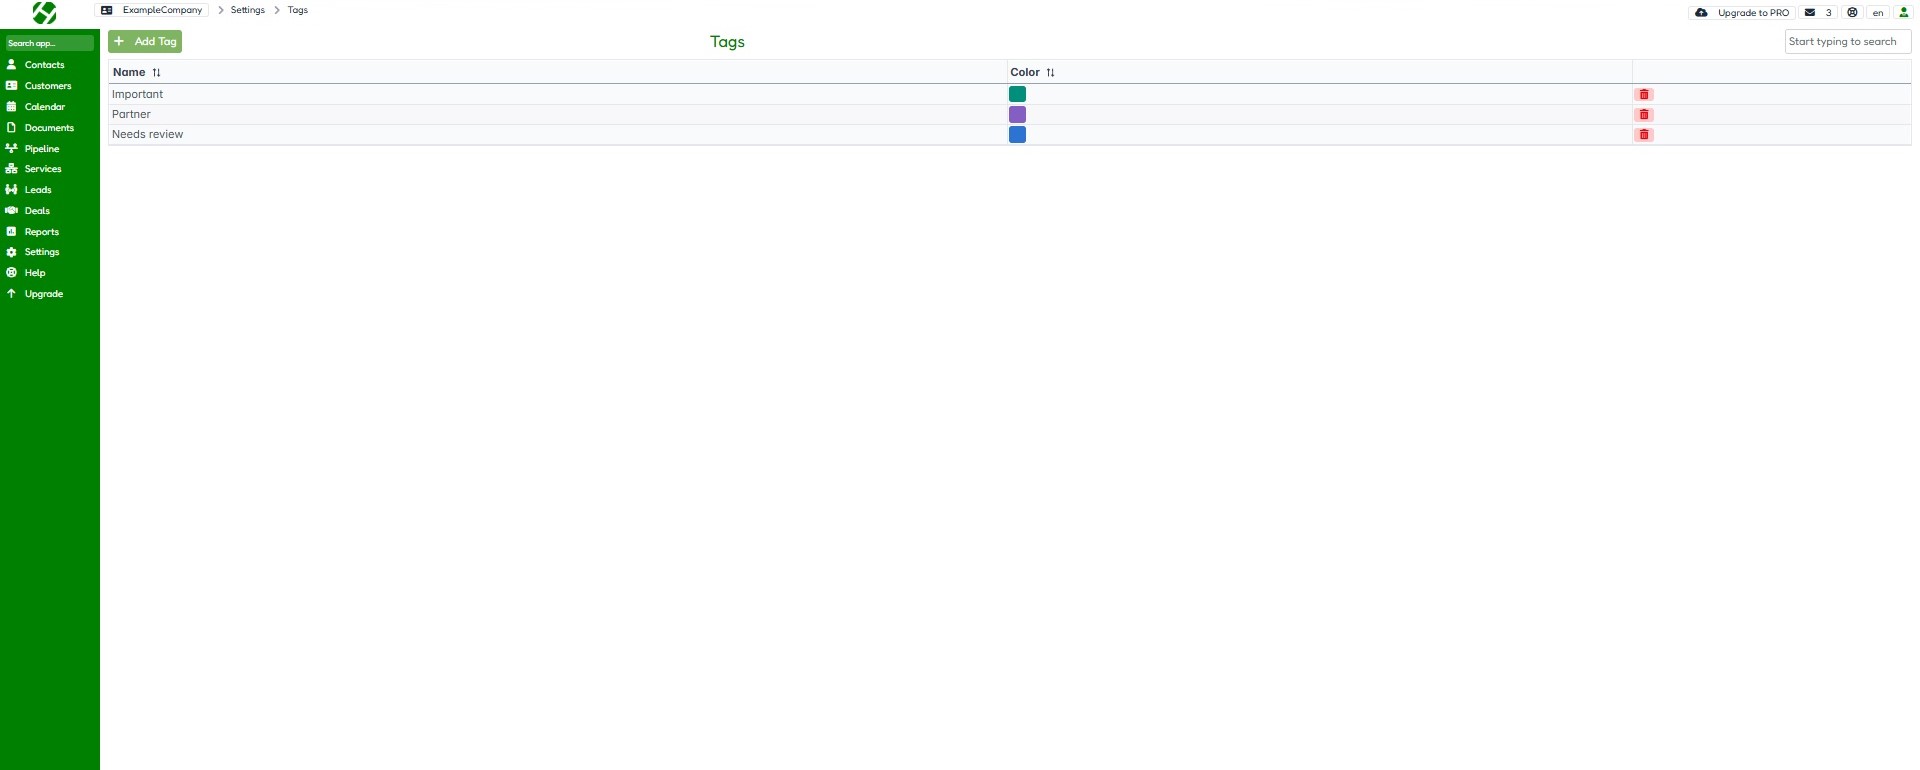 ExampleCompany > Settings > Tags
Upgrade to PRO
3
en
Search app...
Contacts
Customers
Calendar
Documents
Pipeline
Services
Leads
Deals
Reports
Settings
Help
Upgrade
+ Add Tag
Tags
Start typing to search
Name Color
Important
Partner
Needs review